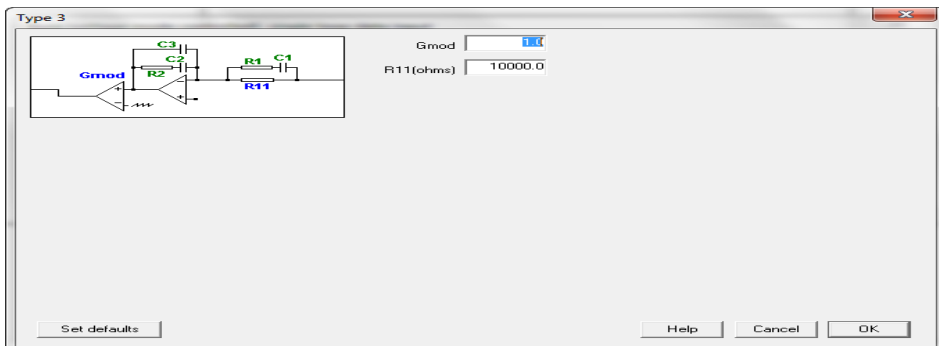 Type 3
C3
C2
R2
Gmod
R1
C1
R11
Gmod
1.0
R11(ohms)
10000.0
Set defaults
Help
Cancel
OK